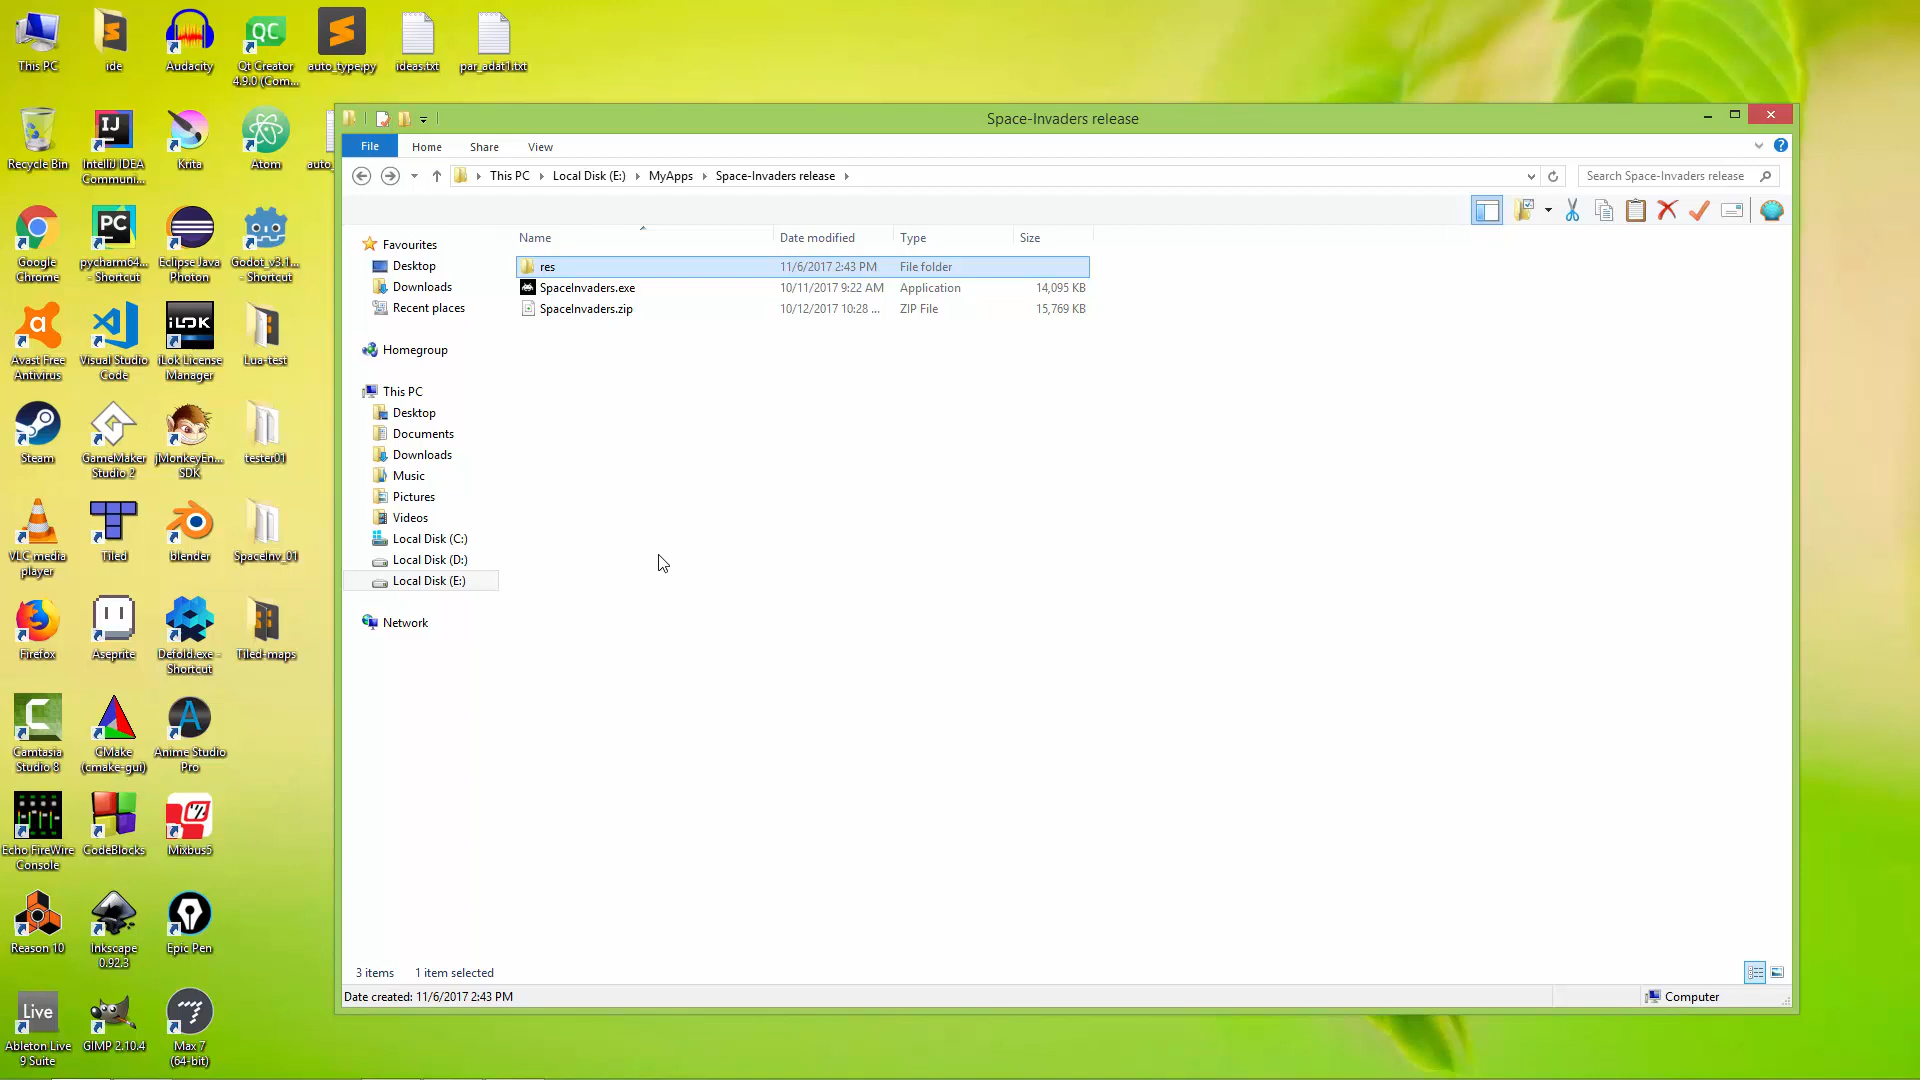 This PC
ide
Audacity
Qt Creator
4.9.0 (Com...
auto_type.py
ideas.txt
par_adat1.txt
Recycle Bin
IntelliJ IDEA
Communi...
Krita
Atom
auto_
Google
Chrome
pycharm64...
- Shortcut
Eclipse Java
Photon
Godot_v3.1...
- Shortcut
Avast Free
Antivirus
Visual Studio
Code
iLok License
Manager
Lua-test
Steam
GameMaker
Studio 2
jMonkeyEn...
SDK
tester01
VLC media
player
Tiled
blender
SpaceInv_01
Firefox
Aseprite
Defold.exe -
Shortcut
Tiled-maps
Camtasia
Studio 8
CMake
(cmake-gui)
Anime Studio
Pro
Echo FireWire
Console
CodeBlocks
Mixbus5
Reason 10
Inkscape
0.92.3
Epic Pen
Live
Ableton Live
9 Suite
GIMP 2.10.4
Max 7
(64-bit)
Space-Invaders release
File Home Share View
This PC Local Disk (E:) MyApps Space-Invaders release
Search Space-Invaders release
Favourites
Desktop
Downloads
Recent places
Homegroup
This PC
Desktop
Documents
Downloads
Music
Pictures
Videos
Local Disk (C:)
Local Disk (D:)
Local Disk (E:)
Network
Name Date modified Type Size
res 11/6/2017 2:43 PM File folder
SpaceInvaders.exe 10/11/2017 9:22 AM Application 14,095 KB
SpaceInvaders.zip 10/12/2017 10:28 ... ZIP File 15,769 KB
3 items 1 item selected
Date created: 11/6/2017 2:43 PM
Computer